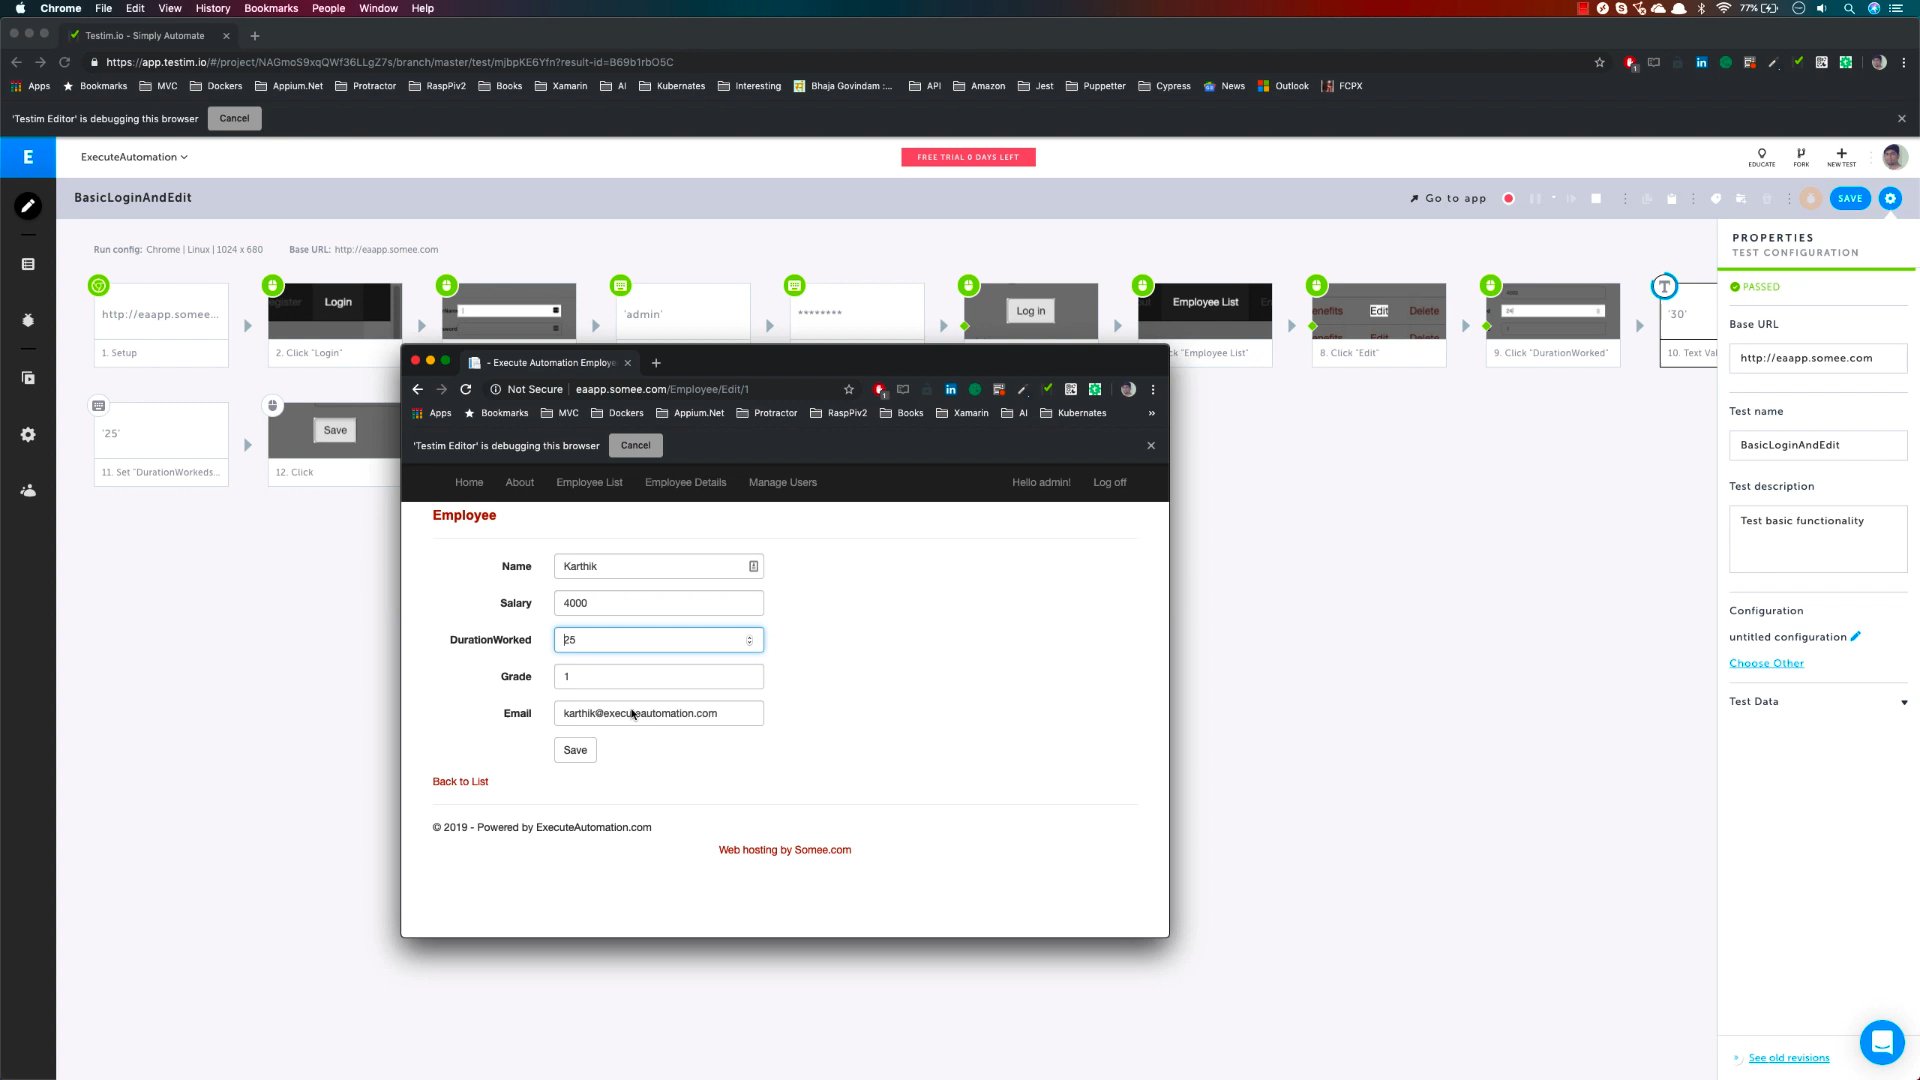 Chrome File Edit View History Bookmarks People Window Help 77%
Testim.io - Simply Automate
https://app.testim.io/#/project/NAGmoS9xqQWf36LLgZ7s/branch/master/test/mjbpKE6Yfn?result-id=B69b1rbO5C
Apps Bookmarks MVC Dockers Appium.Net Protractor RaspPiv2 Books Xamarin AI Kubernetes Interesting Bhaja Govindam :... API Amazon Jest Puppetter Cypress News Outlook FCPX
'Testim Editor' is debugging this browser Cancel
E ExecuteAutomation FREE TRIAL 0 DAYS LEFT EDUCATE FORK NEW TEST
BasicLoginAndEdit Go to app SAVE
Run config: Chrome | Linux | 1024 x 680 Base URL: http://eaapp.somee.com
http://eaapp.somee...
1. Setup
Login
2. Click "Login"
'admin'
********
Log in
Employee List
"Employee List"
enefits Edit Delete
8. Click "Edit"
9. Click "DurationWorked"
'30'
10. Text Val
'25'
11. Set "DurationWorkeds...
Save
12. Click
- Execute Automation Employe
Not Secure eaapp.somee.com/Employee/Edit/1
Apps Bookmarks MVC Dockers Appium.Net Protractor RaspPiv2 Books Xamarin AI Kubernetes »
'Testim Editor' is debugging this browser Cancel
Home About Employee List Employee Details Manage Users Hello admin! Log off
Employee
Name Karthik
Salary 4000
DurationWorked 25
Grade 1
Email karthik@executeautomation.com
Save
Back to List
© 2019 - Powered by ExecuteAutomation.com
Web hosting by Somee.com
PROPERTIES
TEST CONFIGURATION
PASSED
Base URL
http://eaapp.somee.com
Test name
BasicLoginAndEdit
Test description
Test basic functionality
Configuration
untitled configuration
Choose Other
Test Data
See old revisions